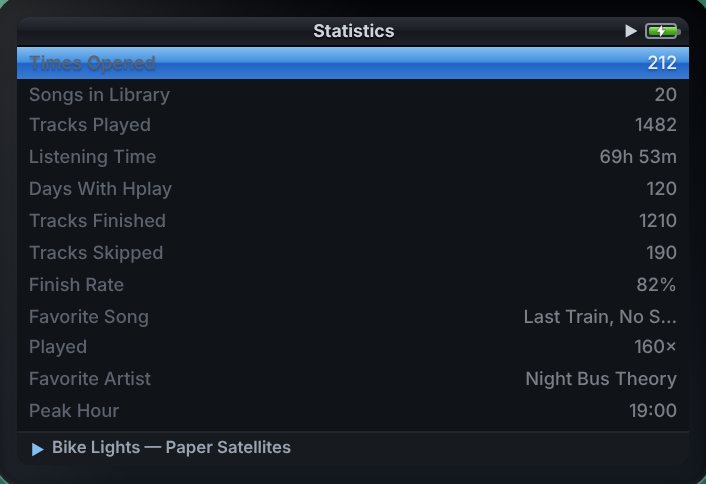 Statistics
Times Opened 212
Songs in Library 20
Tracks Played 1482
Listening Time 69h 53m
Days With Hplay 120
Tracks Finished 1210
Tracks Skipped 190
Finish Rate 82%
Favorite Song Last Train, No S...
Played 160×
Favorite Artist Night Bus Theory
Peak Hour 19:00
Bike Lights — Paper Satellites